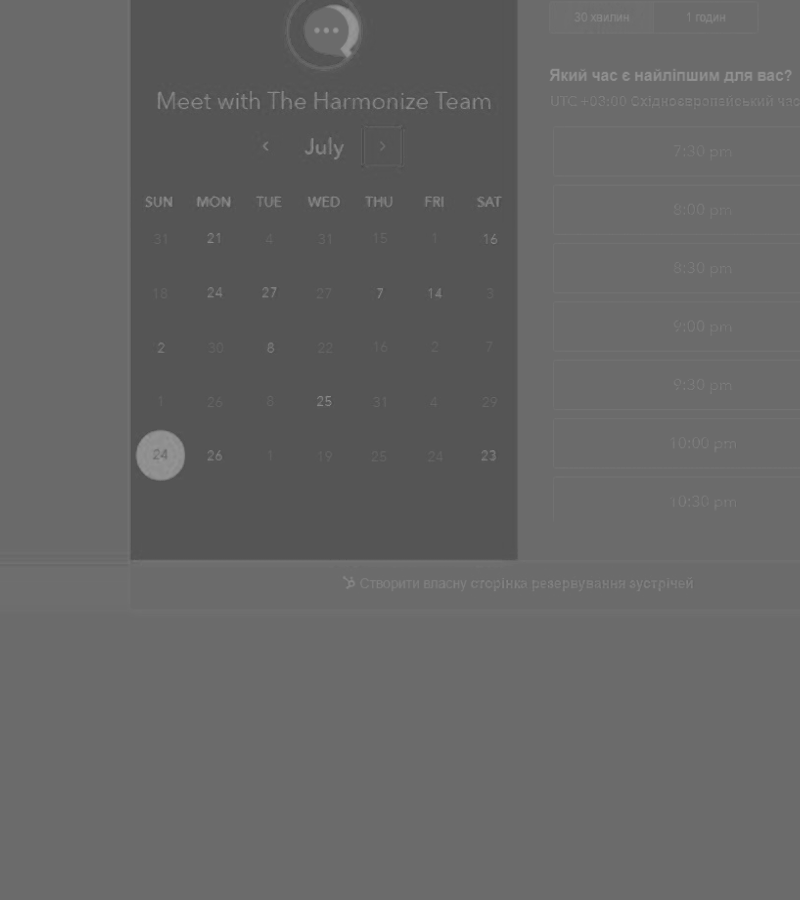 30 хвилин 1 годин
Meet with The Harmonize Team
‹ July ›
SUN MON TUE WED THU FRI SAT
31 21 4 31 15 1 16
18 24 27 27 7 14 3
2 30 8 22 16 2 7
1 26 8 25 31 4 29
24 26 1 19 25 24 23
Який час є найліпшим для вас?
UTC +03:00 Східноєвропейський
7:30 pm
8:00 pm
8:30 pm
9:00 pm
9:30 pm
10:00 pm
10:30 pm
Створити власну сторінка резервування аустрічей